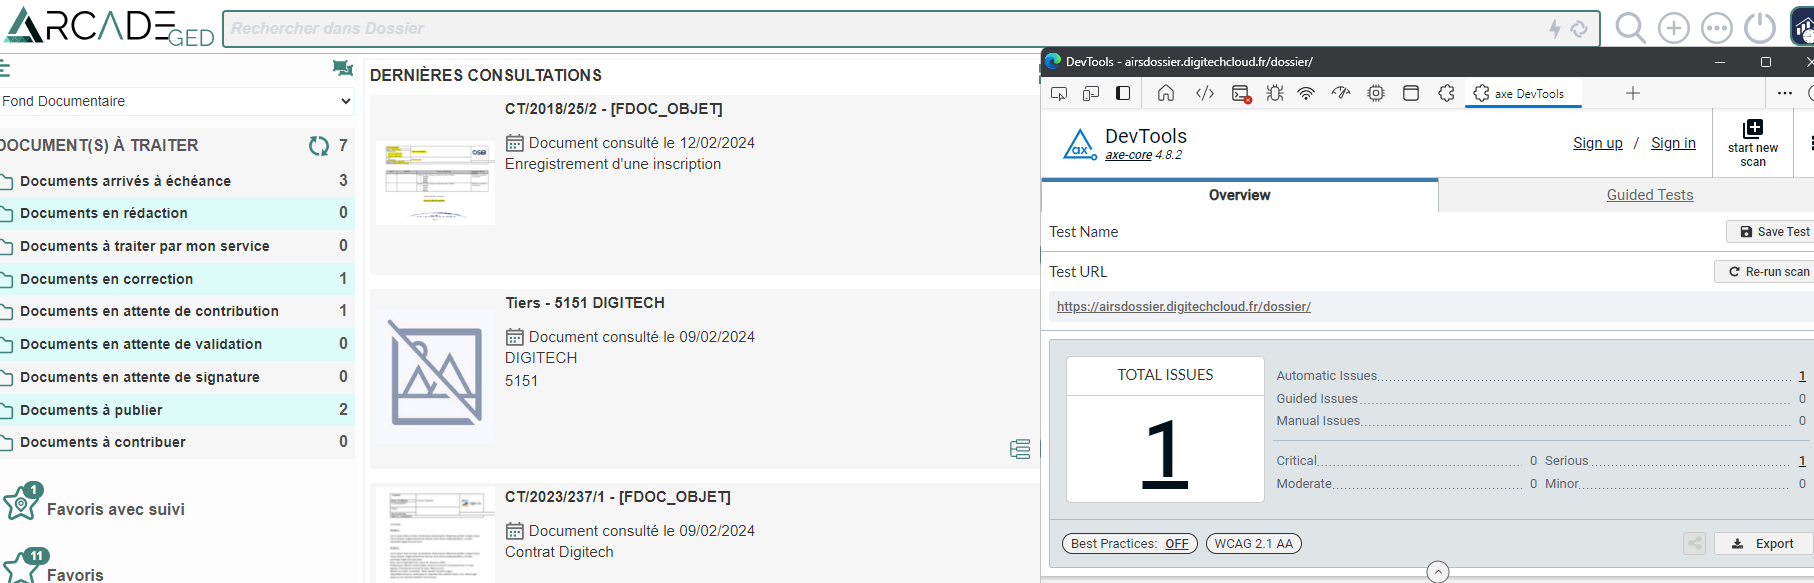 ARCADE GED
Rechercher dans Dossier
Fond Documentaire
DOCUMENT(S) À TRAITER 7
Documents arrivés à échéance 3
Documents en rédaction 0
Documents à traiter par mon service 0
Documents en correction 1
Documents en attente de contribution 1
Documents en attente de validation 0
Documents en attente de signature 0
Documents à publier 2
Documents à contribuer 0
1
Favoris avec suivi
11
Favoris
DERNIÈRES CONSULTATIONS
CT/2018/25/2 - [FDOC_OBJET]
Document consulté le 12/02/2024
Enregistrement d'une inscription
Tiers - 5151 DIGITECH
Document consulté le 09/02/2024
DIGITECH
5151
CT/2023/237/1 - [FDOC_OBJET]
Document consulté le 09/02/2024
Contrat Digitech
DevTools - airsdossier.digitechcloud.fr/dossier/
axe DevTools
ax
DevTools
axe-core 4.8.2
Sign up / Sign in
start new
scan
Overview
Guided Tests
Test Name
Save Test
Test URL
Re-run scan
https://airsdossier.digitechcloud.fr/dossier/
TOTAL ISSUES
1
Automatic Issues 1
Guided Issues 0
Manual Issues 0
Critical 0 Serious 1
Moderate 0 Minor 0
Best Practices: OFF
WCAG 2.1 AA
Export